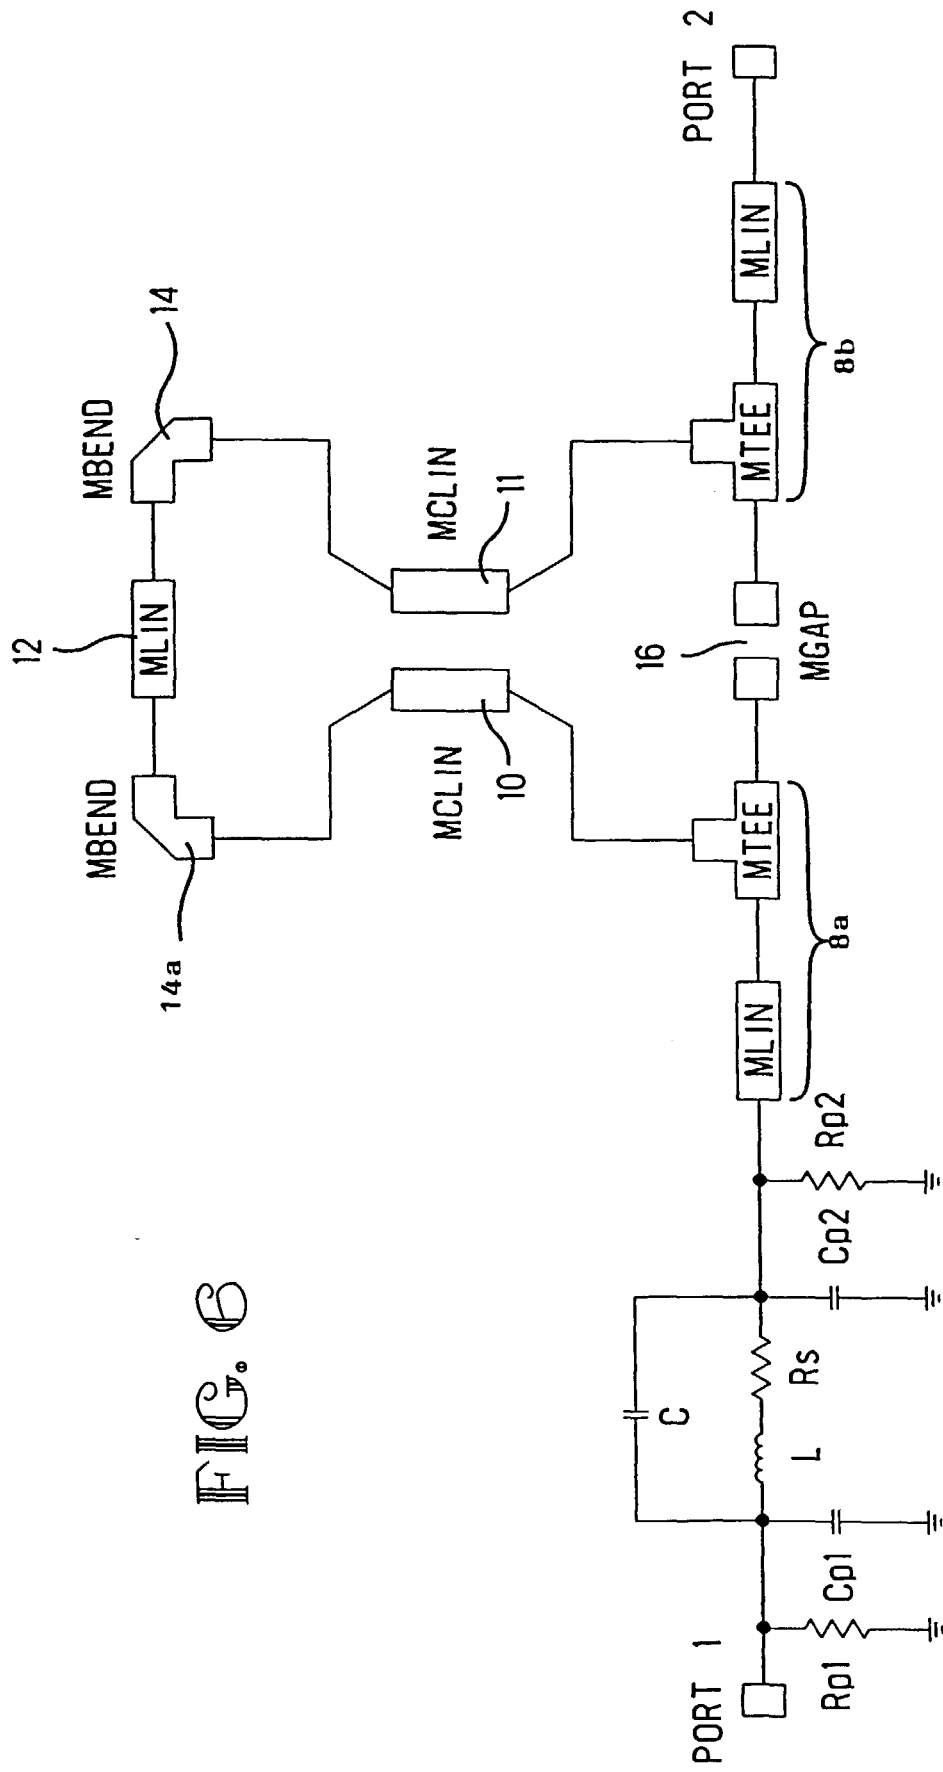 12
MBEND
MLIN
MBEND
14
14a
MCLIN
MCLIN
10
11
16
MGAP
PORT 1
PORT 2
MLIN
MTEE
MTEE
MLIN
8a
8b
C
L
Rs
Rp1
Cp1
Cp2
Rp2
FIG. 6